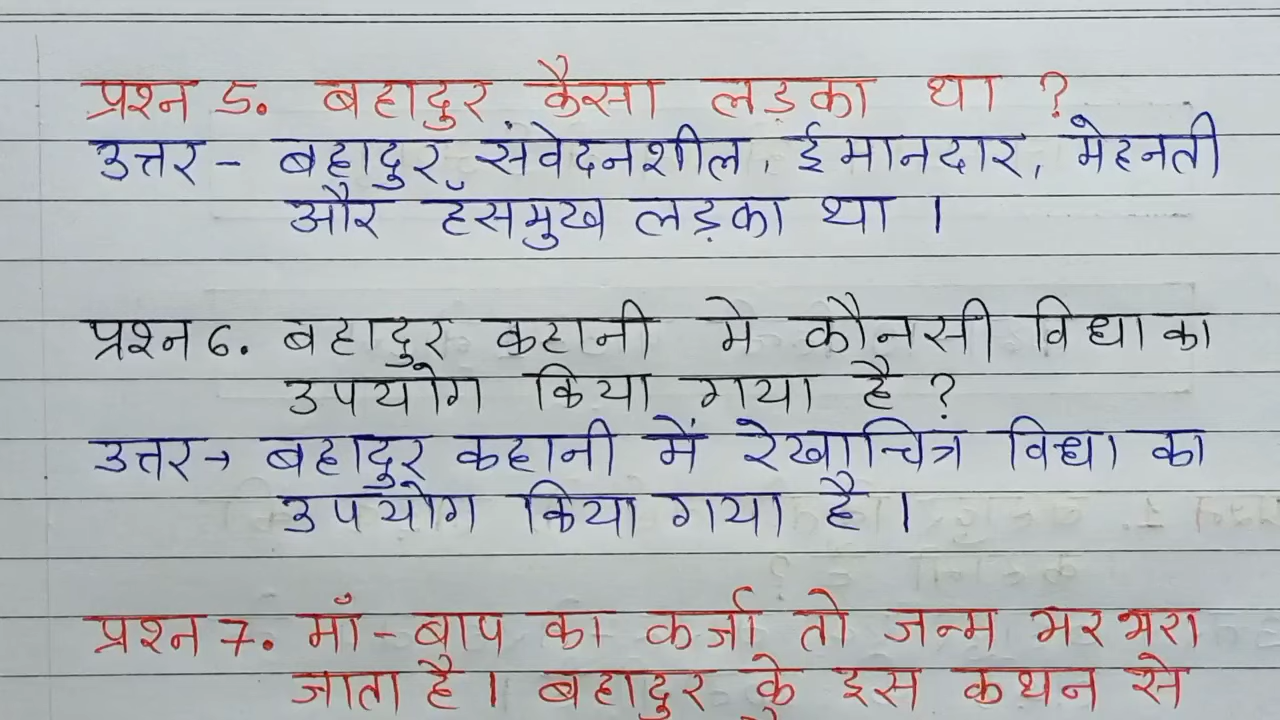 प्रश्न 5. बहादुर कैसा लड़का था ?
उत्तर - बहादुर संवेदनशील, ईमानदार, मेहनती
और हँसमुख लड़का था ।
प्रश्न 6. बहादुर कहानी मे कौनसी विधा का
उपयोग किया गया है ?
उत्तर → बहादुर कहानी में रेखाचित्र विधा का
उपयोग किया गया है ।
प्रश्न 7. माँ - बाप का कर्जा तो जन्म भर भरा
जाता है । बहादुर के इस कथन से